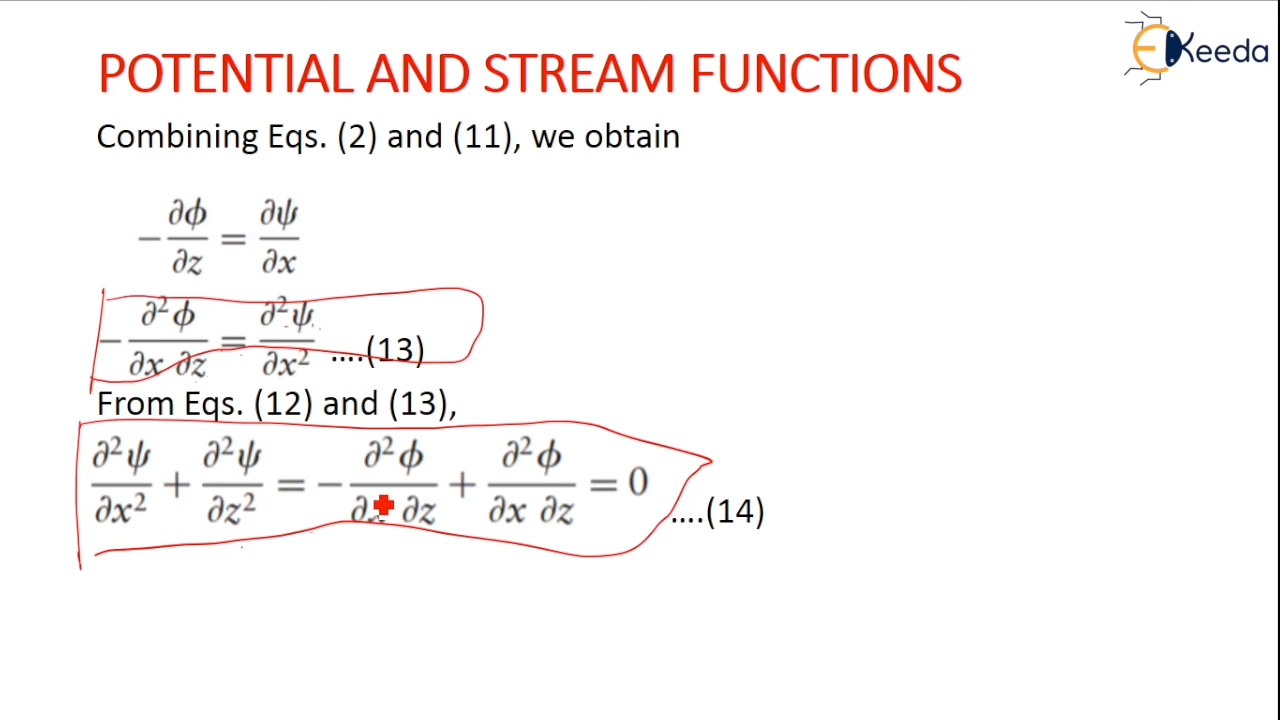 EKeeda
POTENTIAL AND STREAM FUNCTIONS
Combining Eqs. (2) and (11), we obtain
−∂ϕ/∂z = ∂ψ/∂x
−∂²ϕ/∂x ∂z = ∂²ψ/∂x² ....(13)
From Eqs. (12) and (13),
∂²ψ/∂x² + ∂²ψ/∂z² = −∂²ϕ/∂x ∂z + ∂²ϕ/∂x ∂z = 0 ....(14)